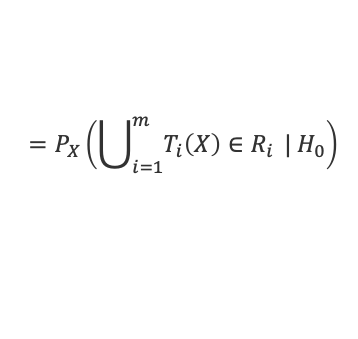 = P_X(⋃_{i=1}^{m} T_i(X) ∈ R_i | H_0)